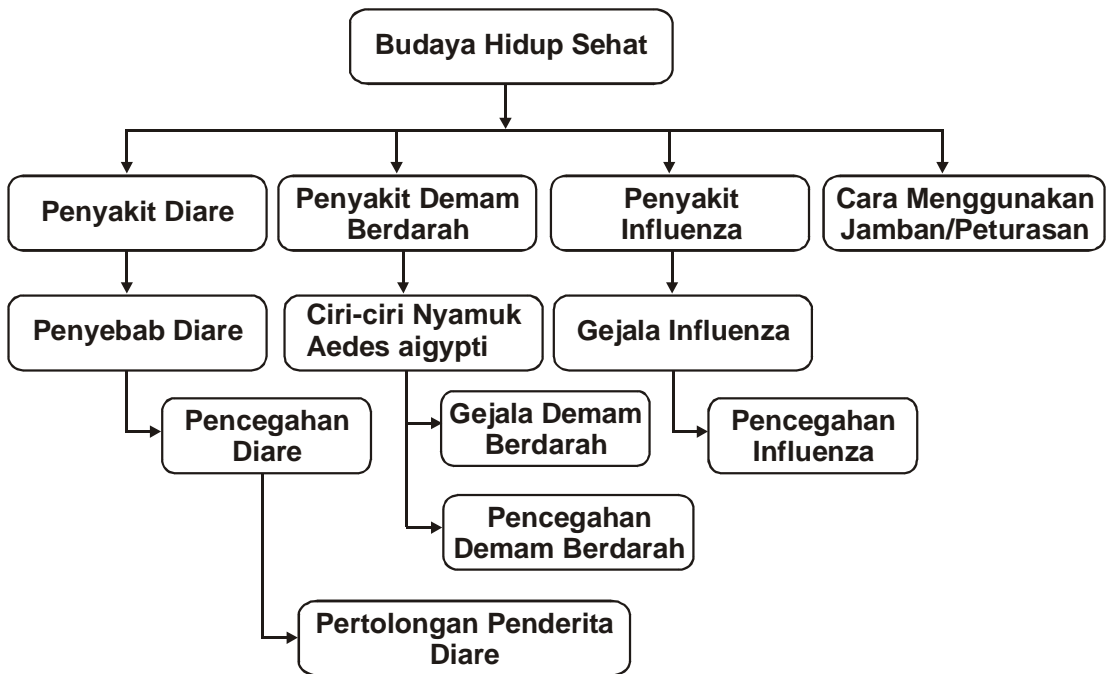 Budaya Hidup Sehat
Penyakit Diare
Penyakit Demam
Berdarah
Penyakit
Influenza
Cara Menggunakan
Jamban/Peturasan
Penyebab Diare
Ciri-ciri Nyamuk
Aedes aigypti
Gejala Influenza
Pencegahan
Diare
Gejala Demam
Berdarah
Pencegahan
Influenza
Pencegahan
Demam Berdarah
Pertolongan Penderita
Diare